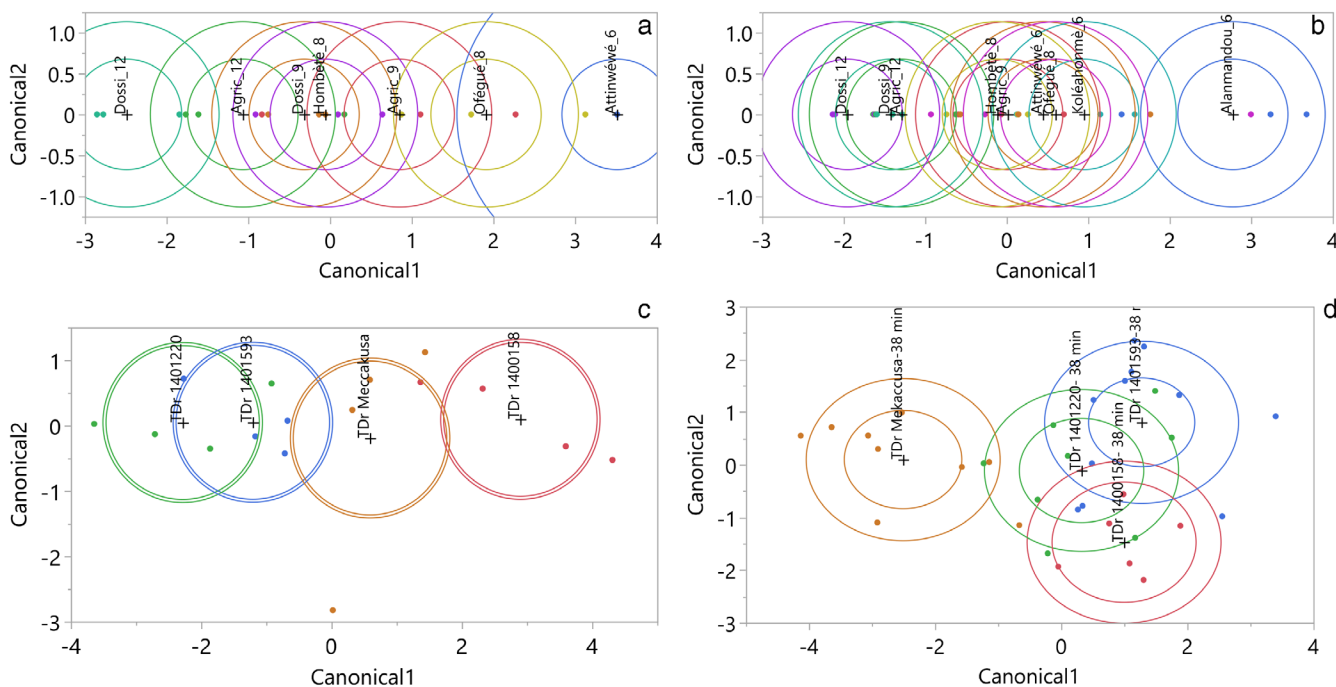 a
Canonical2
1.0
0.5
0
-0.5
-1.0
Dossi_12
Agric_12
Dossi_9
Hombété_8
Agric_9
Ofégué_8
Attinwéwé_6
-3 -2 -1 0 1 2 3 4
Canonical1
b
Canonical2
1.0
0.5
0
-0.5
-1.0
Dossi_12
Dossi_9
Agric_12
Hombété_8
Agric_9
Attinwéwé_6
Ofégué_8
Koléahomhé_6
Alanmandou_6
-3 -2 -1 0 1 2 3 4
Canonical1
c
Canonical2
1
0
-1
-2
-3
TDr 1401220
TDr 1401593
TDr Meccakusa
TDr 1400158
-4 -2 0 2 4
Canonical1
d
Canonical2
3
2
1
0
-1
-2
-3
TDr Mekaccusa-38 min
TDr 1401220- 38 min
TDr 1400158- 38 min
TDr 1401593-38 r
-4 -2 0 2 4
Canonical1